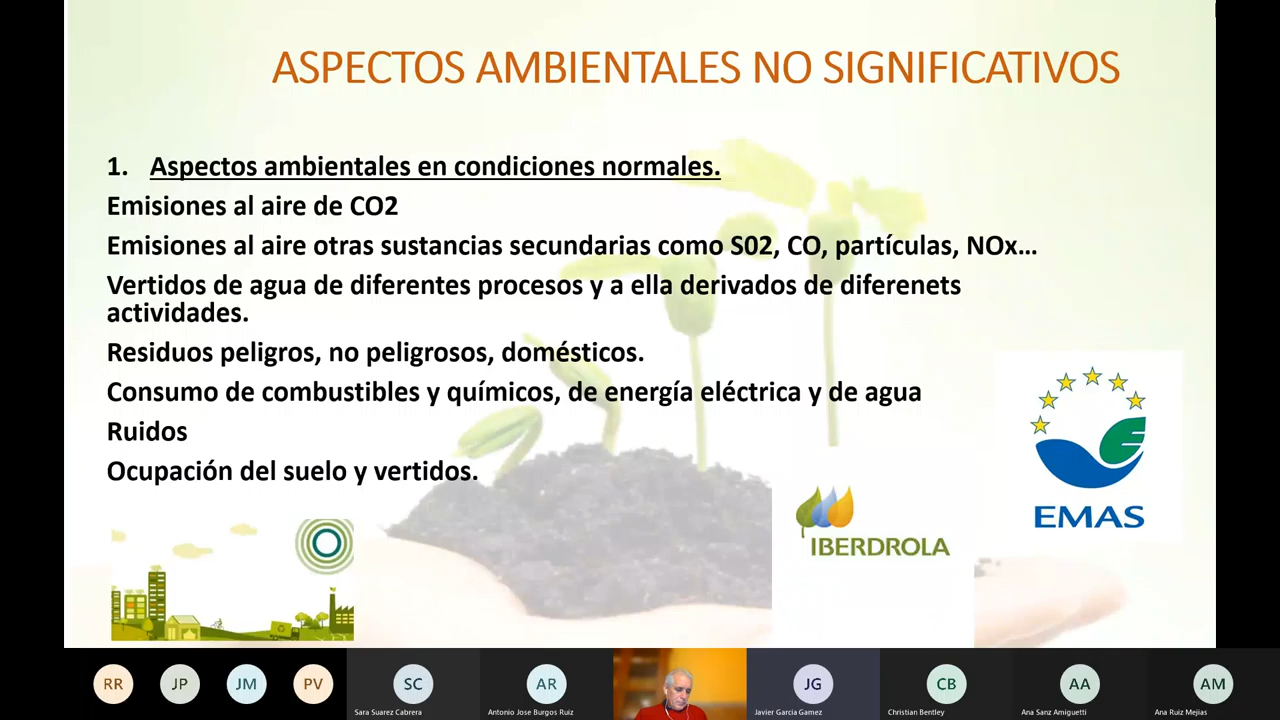 ASPECTOS AMBIENTALES NO SIGNIFICATIVOS
1. Aspectos ambientales en condiciones normales.
Emisiones al aire de CO2
Emisiones al aire otras sustancias secundarias como S02, CO, partículas, NOx...
Vertidos de agua de diferentes procesos y a ella derivados de diferenets
actividades.
Residuos peligros, no peligrosos, domésticos.
Consumo de combustibles y químicos, de energía eléctrica y de agua
Ruidos
Ocupación del suelo y vertidos.
IBERDROLA
EMAS
RR
JP
JM
PV
SC
Sara Suarez Cabrera
AR
Antonio Jose Burgos Ruiz
JG
Javier Garcia Gamez
CB
Christian Bentley
AA
Ana Sanz Amiguetti
AM
Ana Ruiz Mejias